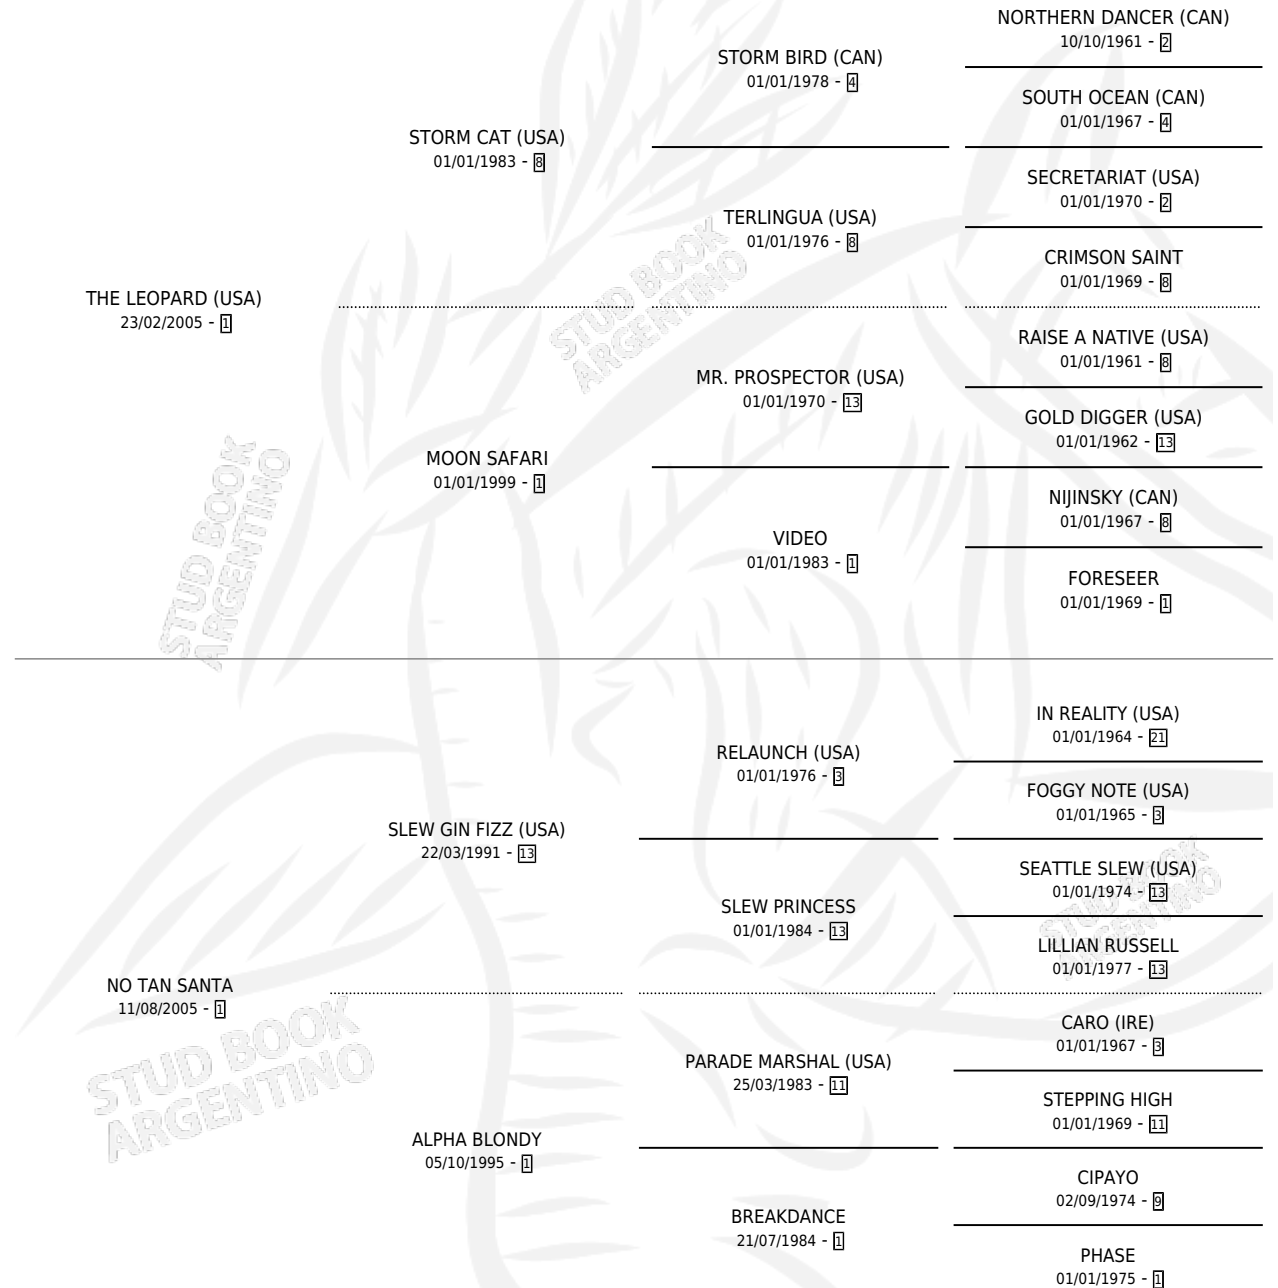 NORTHERN DANCER (CAN)
10/10/1961 - 2
STORM BIRD (CAN)
01/01/1978 - 4
SOUTH OCEAN (CAN)
01/01/1967 - 4
STORM CAT (USA)
01/01/1983 - 8
SECRETARIAT (USA)
01/01/1970 - 2
TERLINGUA (USA)
01/01/1976 - 8
CRIMSON SAINT
01/01/1969 - 8
THE LEOPARD (USA)
23/02/2005 - 1
RAISE A NATIVE (USA)
01/01/1961 - 8
MR. PROSPECTOR (USA)
01/01/1970 - 13
GOLD DIGGER (USA)
01/01/1962 - 13
MOON SAFARI
01/01/1999 - 1
NIJINSKY (CAN)
01/01/1967 - 8
VIDEO
01/01/1983 - 1
FORESEER
01/01/1969 - 1
IN REALITY (USA)
01/01/1964 - 21
RELAUNCH (USA)
01/01/1976 - 3
FOGGY NOTE (USA)
01/01/1965 - 3
SLEW GIN FIZZ (USA)
22/03/1991 - 13
SEATTLE SLEW (USA)
01/01/1974 - 13
SLEW PRINCESS
01/01/1984 - 13
LILLIAN RUSSELL
01/01/1977 - 13
NO TAN SANTA
11/08/2005 - 1
CARO (IRE)
01/01/1967 - 3
PARADE MARSHAL (USA)
25/03/1983 - 11
STEPPING HIGH
01/01/1969 - 11
ALPHA BLONDY
05/10/1995 - 1
CIPAYO
02/09/1974 - 9
BREAKDANCE
21/07/1984 - 1
PHASE
01/01/1975 - 1
STUD BOOK
ARGENTINO
STUD BOOK
ARGENTINO
STUD BOOK
ARGENTINO
STUD BOOK
ARGENTINO